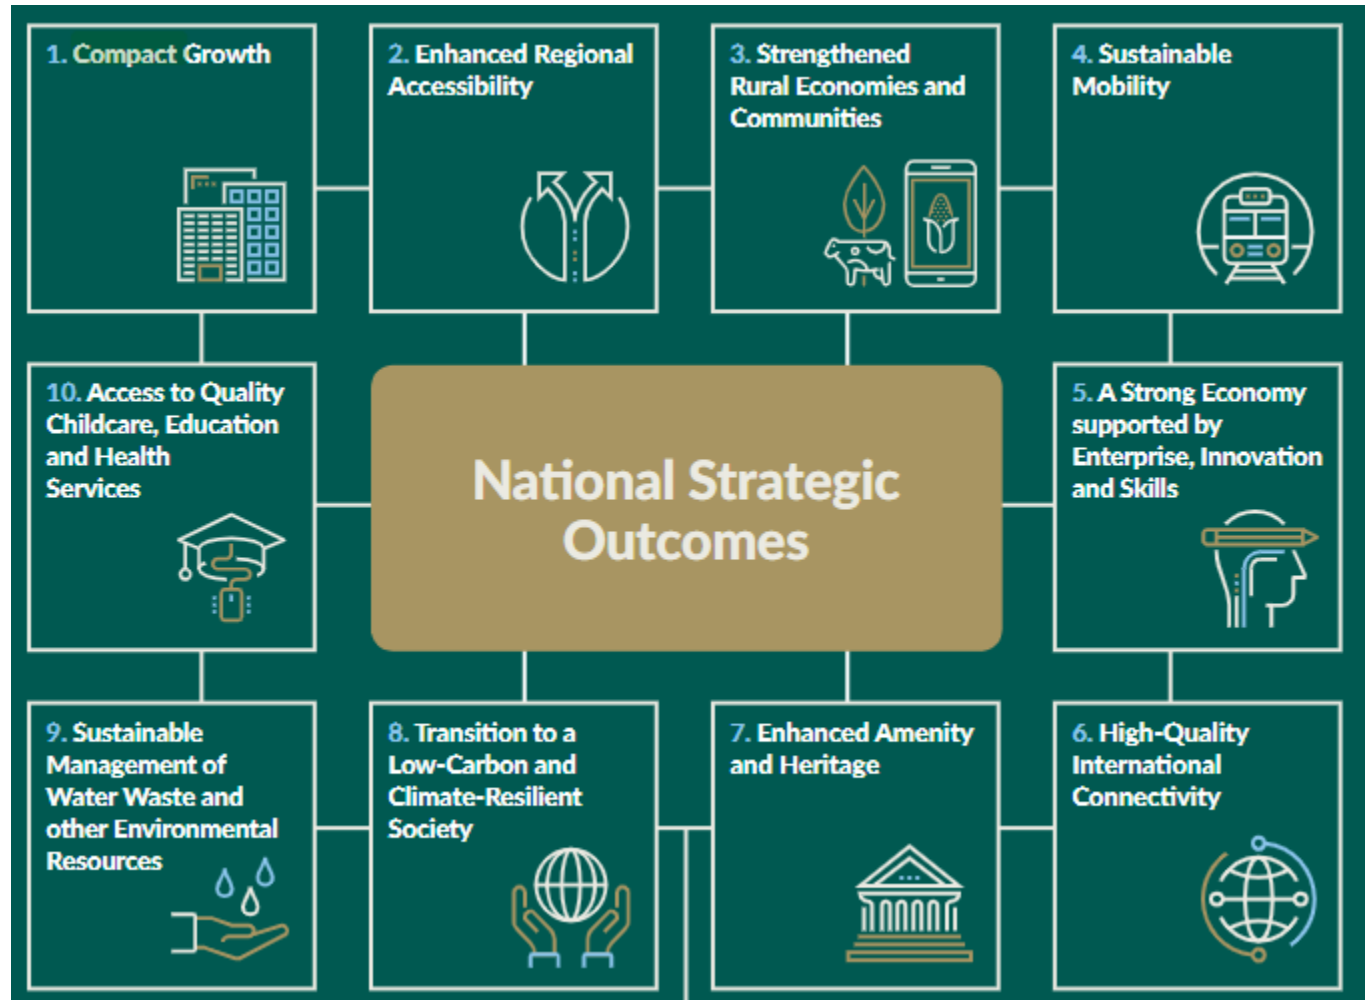 1. Compact Growth
2. Enhanced Regional
Accessibility
3. Strengthened
Rural Economies and
Communities
4. Sustainable
Mobility
10. Access to Quality
Childcare, Education
and Health
Services
National Strategic
Outcomes
5. A Strong Economy
supported by
Enterprise, Innovation
and Skills
9. Sustainable
Management of
Water Waste and
other Environmental
Resources
8. Transition to a
Low-Carbon and
Climate-Resilient
Society
7. Enhanced Amenity
and Heritage
6. High-Quality
International
Connectivity